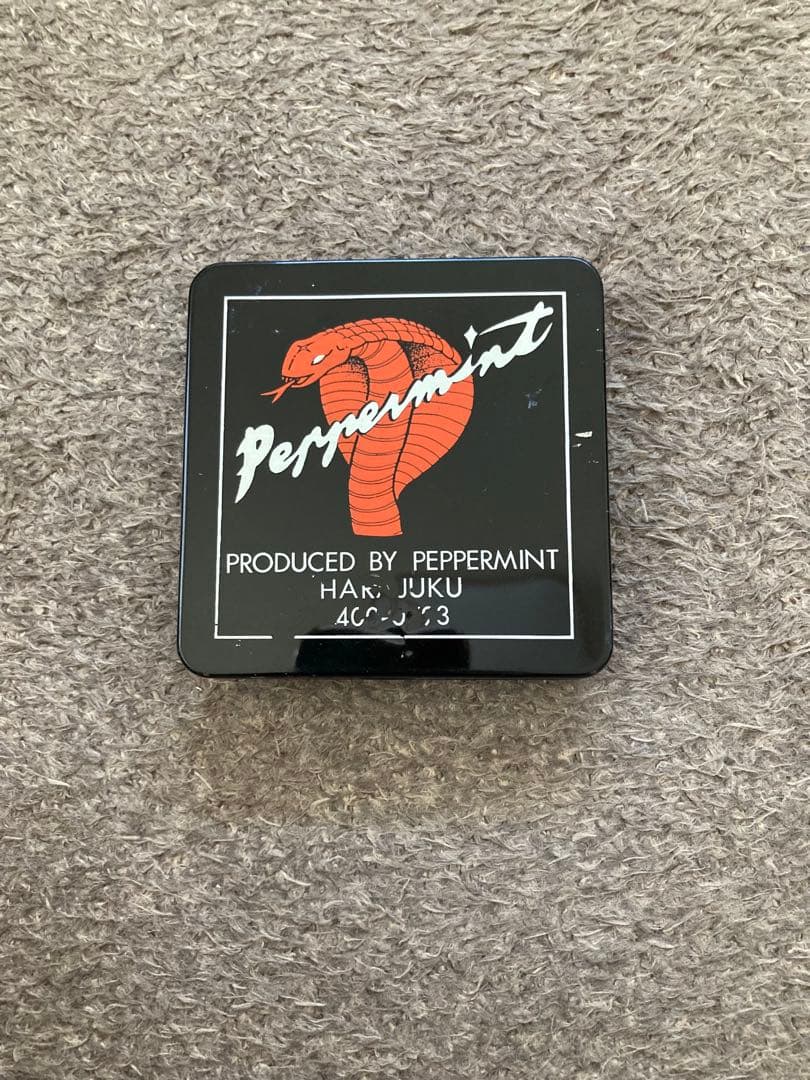 Peppermint
PRODUCED BY PEPPERMINT
HARAJUKU